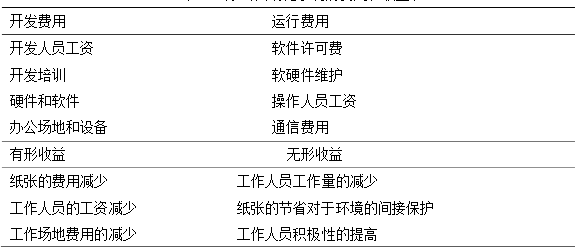 开发费用 运行费用
开发人员工资 软件许可费
开发培训 软硬件维护
硬件和软件 操作人员工资
办公场地和设备 通信费用
有形收益 无形收益
纸张的费用减少 工作人员工作量的减少
工作人员的工资减少 纸张的节省对于环境的间接保护
工作场地费用的减少 工作人员积极性的提高